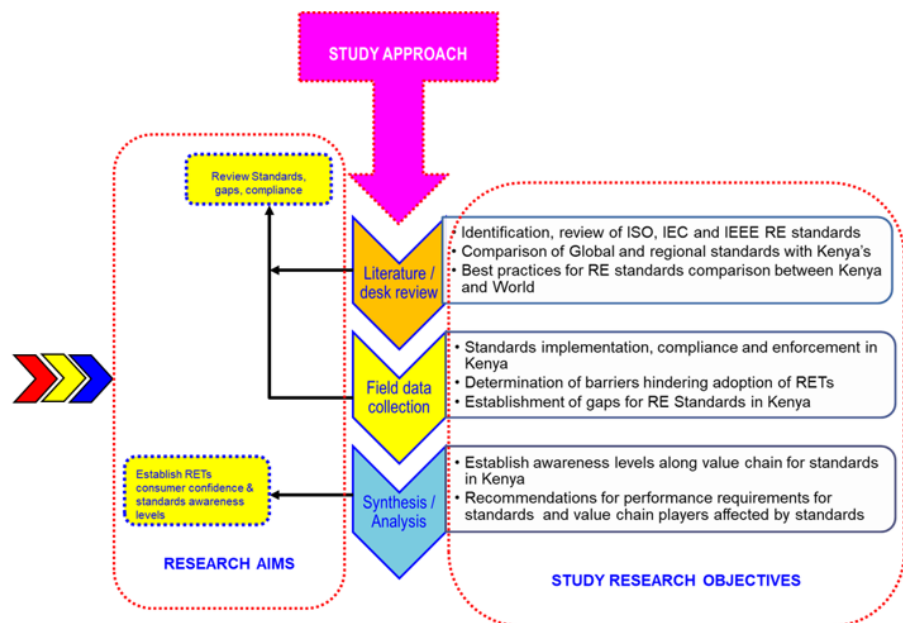 STUDY APPROACH
Review Standards,
gaps, compliance
Literature /
desk review
• Identification, review of ISO, IEC and IEEE RE standards
• Comparison of Global and regional standards with Kenya's
• Best practices for RE standards comparison between Kenya
and World
Field data
collection
• Standards implementation, compliance and enforcement in
Kenya
• Determination of barriers hindering adoption of RETs
• Establishment of gaps for RE Standards in Kenya
Establish RETs
consumer confidence &
standards awareness
levels
Synthesis /
Analysis
• Establish awareness levels along value chain for standards
in Kenya
• Recommendations for performance requirements for
standards and value chain players affected by standards
RESEARCH AIMS
STUDY RESEARCH OBJECTIVES